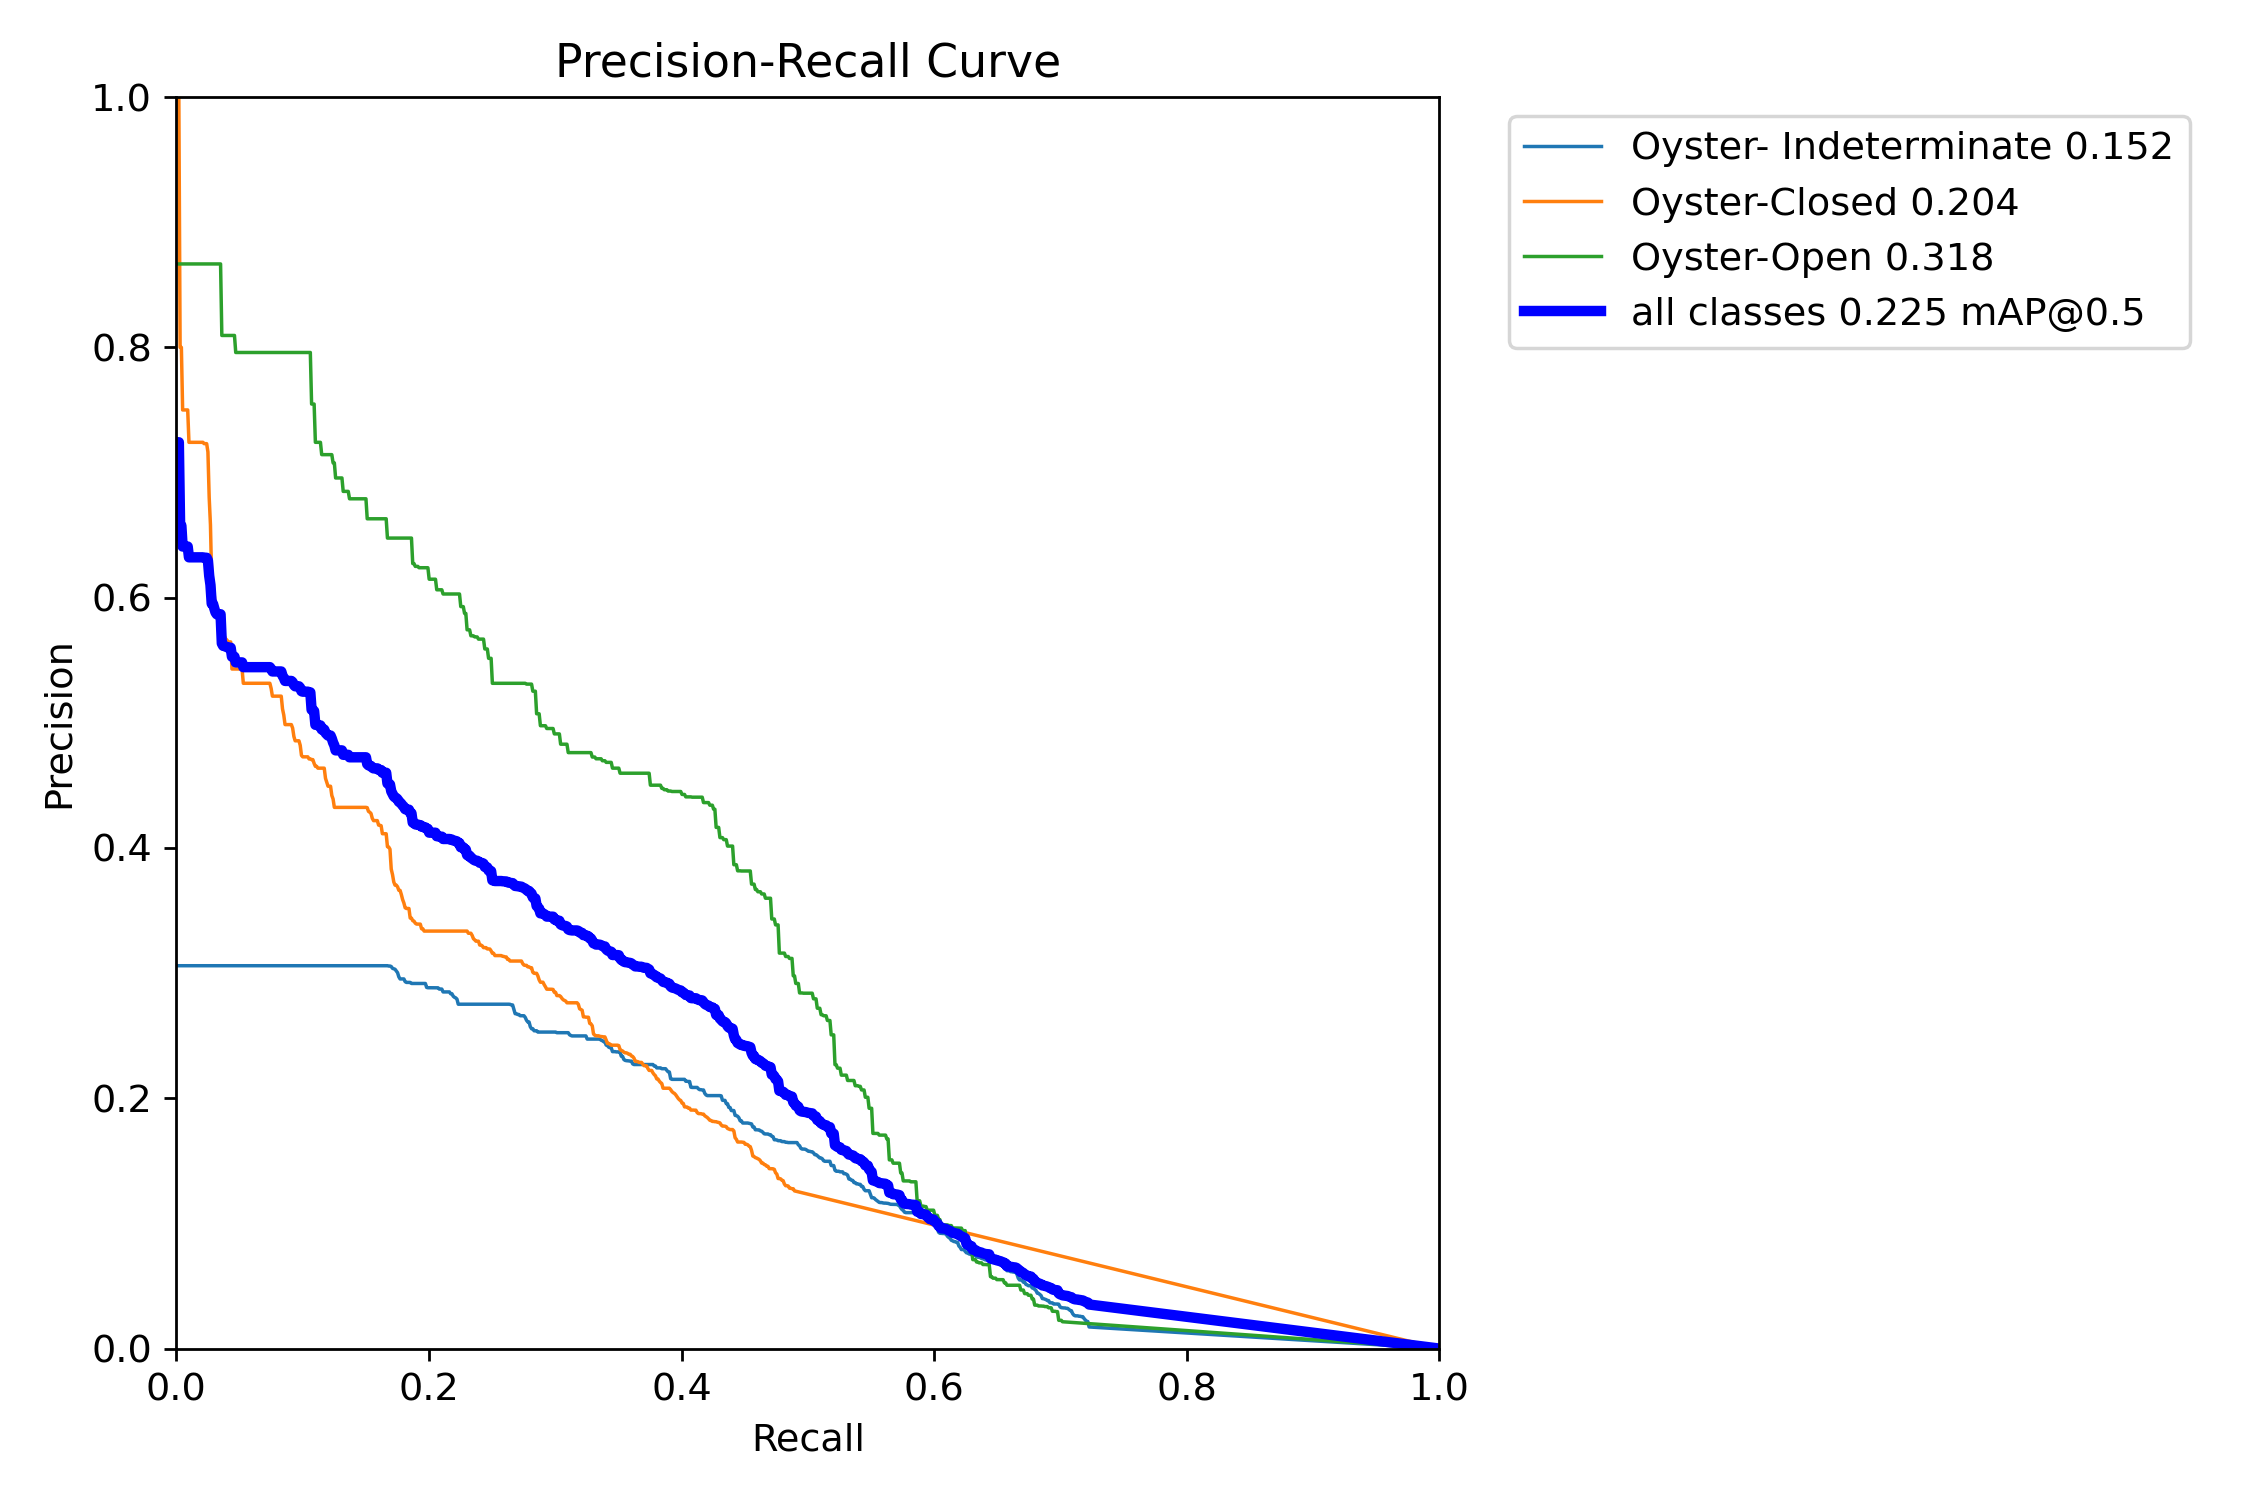 Precision-Recall Curve
1.0
0.8
0.6
0.4
0.2
0.0
Precision
0.0 0.2 0.4 0.6 0.8 1.0
Recall
Oyster- Indeterminate 0.152
Oyster-Closed 0.204
Oyster-Open 0.318
all classes 0.225 mAP@0.5